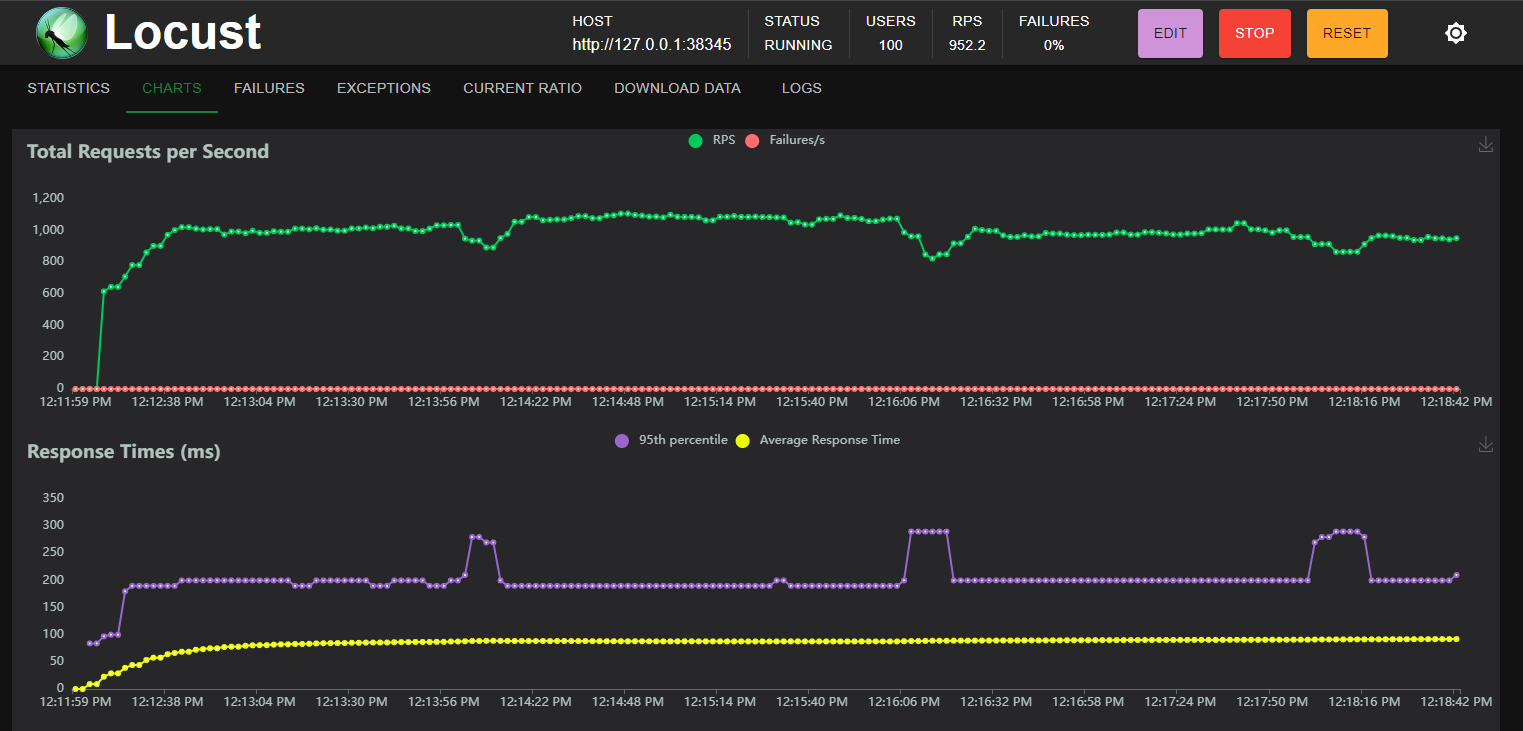 Locust
HOST
http://127.0.0.1:38345
STATUS
RUNNING
USERS
100
RPS
952.2
FAILURES
0%
EDIT
STOP
RESET
STATISTICS CHARTS FAILURES EXCEPTIONS CURRENT RATIO DOWNLOAD DATA LOGS
Total Requests per Second
RPS Failures/s
1,200
1,000
800
600
400
200
0
12:11:59 PM 12:12:38 PM 12:13:04 PM 12:13:30 PM 12:13:56 PM 12:14:22 PM 12:14:48 PM 12:15:14 PM 12:15:40 PM 12:16:06 PM 12:16:32 PM 12:16:58 PM 12:17:24 PM 12:17:50 PM 12:18:16 PM 12:18:42 PM
Response Times (ms)
95th percentile Average Response Time
350
300
250
200
150
100
50
0
12:11:59 PM 12:12:38 PM 12:13:04 PM 12:13:30 PM 12:13:56 PM 12:14:22 PM 12:14:48 PM 12:15:14 PM 12:15:40 PM 12:16:06 PM 12:16:32 PM 12:16:58 PM 12:17:24 PM 12:17:50 PM 12:18:16 PM 12:18:42 PM